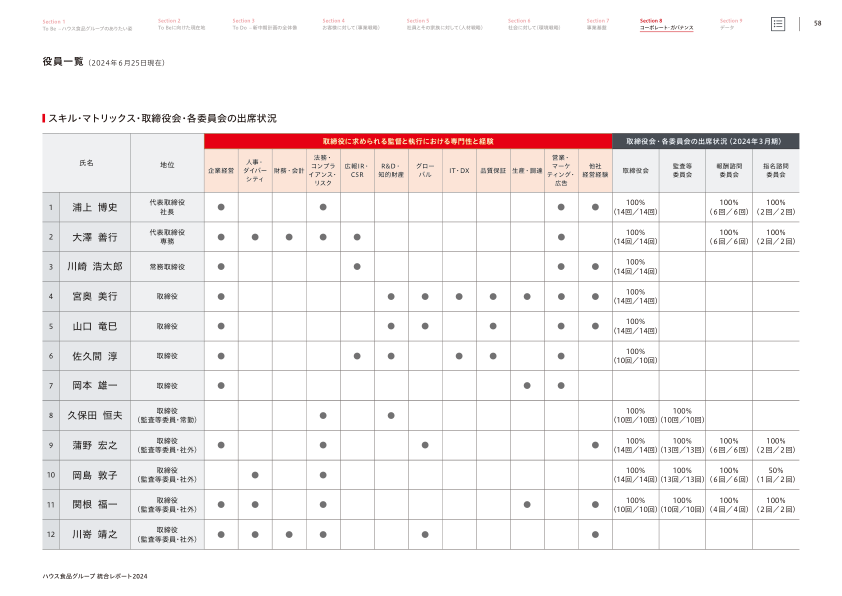 Section 1
To Be ─ハウス食品グループのありたい姿
Section 2
To Beに向けた現在地
Section 3
To Do ─新中期計画の全体像
Section 4
お客様に対して(事業戦略)
Section 5
社員とその家族に対して(人材戦略)
Section 6
社会に対して(環境戦略)
Section 7
事業基盤
Section 8
コーポレート・ガバナンス
Section 9
データ
58
役員一覧 (2024年6月25日現在)
スキル・マトリックス・取締役会・各委員会の出席状況
氏名 地位 取締役に求められる監督と執行における専門性と経験 取締役会・各委員会の出席状況(2024年3月期)
企業経営 人事・ダイバーシティ 財務・会計 法務・コンプライアンス・リスク 広報IR・CSR R&D・知的財産 グローバル IT・DX 品質保証 生産・調達 営業・マーケティング・広告 他社経営経験 取締役会 監査等委員会 報酬諮問委員会 指名諮問委員会
1 浦上 博史 代表取締役社長 ● ● ● ● 100%(14回/14回) 100%(6回/6回) 100%(2回/2回)
2 大澤 善行 代表取締役専務 ● ● ● ● ● ● 100%(14回/14回) 100%(6回/6回) 100%(2回/2回)
3 川崎 浩太郎 常務取締役 ● ● ● ● 100%(14回/14回)
4 宮奥 美行 取締役 ● ● ● ● ● ● ● ● 100%(14回/14回)
5 山口 竜巳 取締役 ● ● ● ● ● ● 100%(14回/14回)
6 佐久間 淳 取締役 ● ● ● ● ● ● 100%(10回/10回)
7 岡本 雄一 取締役 ● ● ●
8 久保田 恒夫 取締役(監査等委員・常勤) ● ● 100%(10回/10回) 100%(10回/10回)
9 蒲野 宏之 取締役(監査等委員・社外) ● ● ● ● 100%(14回/14回) 100%(13回/13回) 100%(6回/6回) 100%(2回/2回)
10 岡島 敦子 取締役(監査等委員・社外) ● ● 100%(14回/14回) 100%(13回/13回) 100%(6回/6回) 50%(1回/2回)
11 関根 福一 取締役(監査等委員・社外) ● ● ● ● ● 100%(10回/10回) 100%(10回/10回) 100%(4回/4回) 100%(2回/2回)
12 川嵜 靖之 取締役(監査等委員・社外) ● ● ● ● ● ●
ハウス食品グループ 統合レポート2024